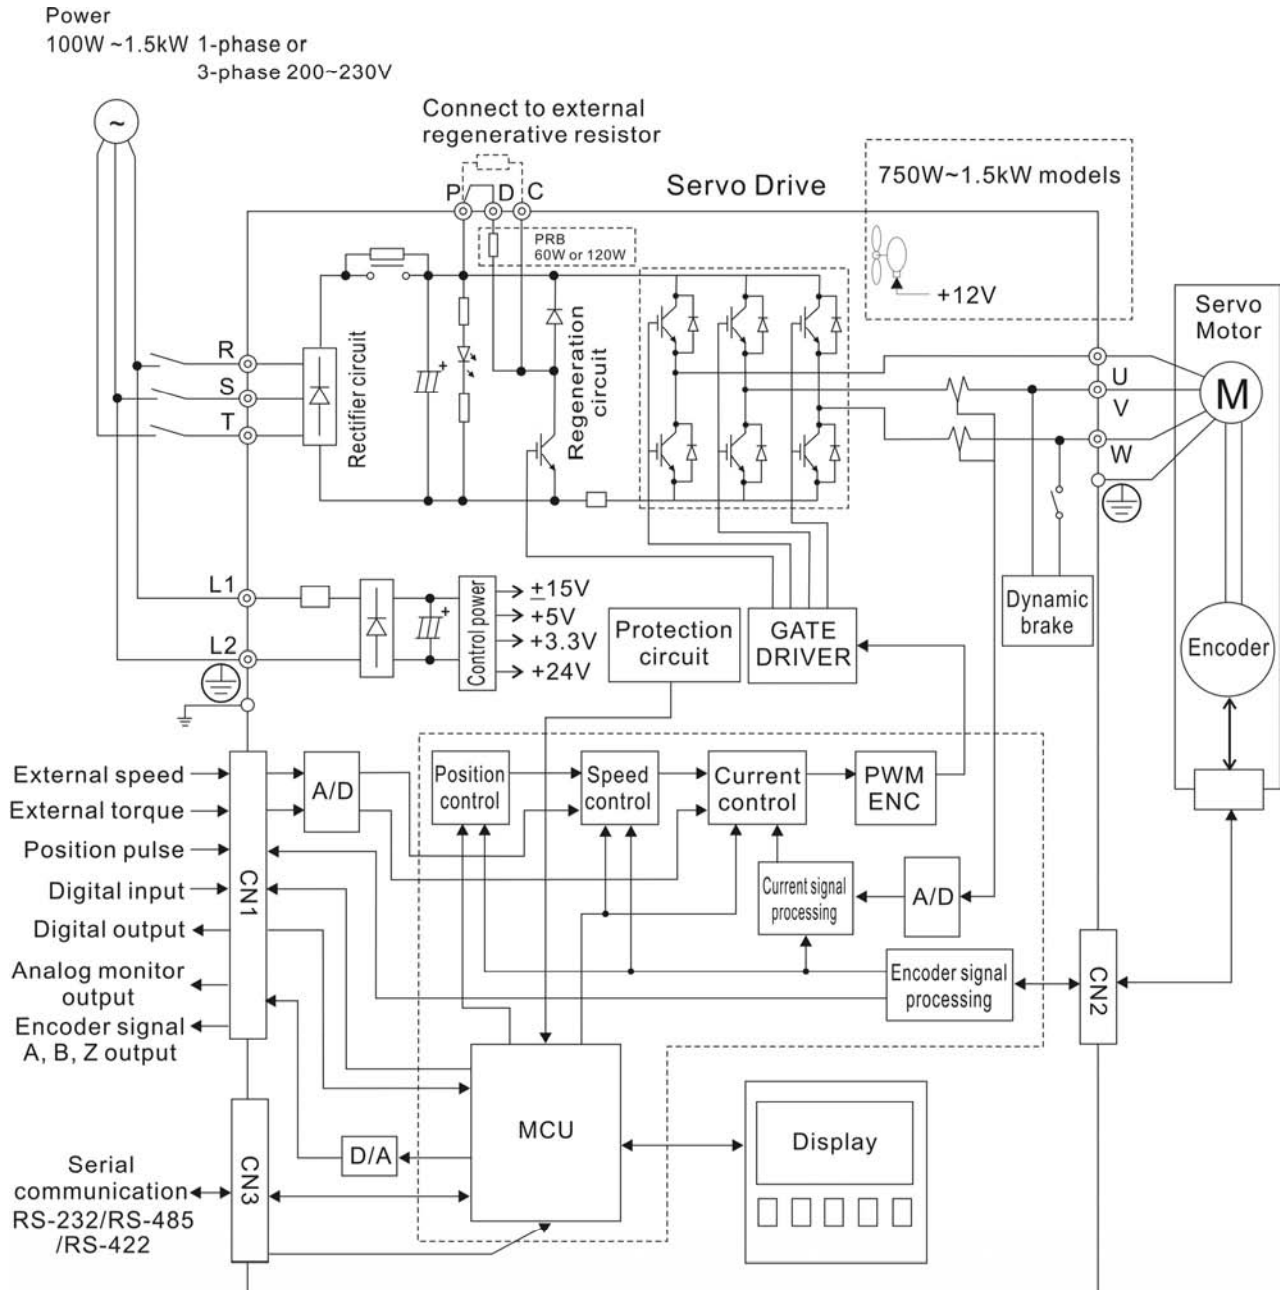 Power
100W ~1.5kW 1-phase or
3-phase 200~230V
~
Connect to external
regenerative resistor
P D C
Servo Drive
750W~1.5kW models
+12V
PRB
60W or 120W
Servo
Motor
M
R
S
T
Rectifier circuit
+
Regeneration
circuit
U
V
W
Dynamic
brake
Encoder
L1
L2
+
Control power
±15V
+5V
+3.3V
+24V
Protection
circuit
GATE
DRIVER
External speed
External torque
Position pulse
Digital input
Digital output
Analog monitor
output
Encoder signal
A, B, Z output
CN1
A/D
Position
control
Speed
control
Current
control
PWM
ENC
Current signal
processing
A/D
Encoder signal
processing
CN2
MCU
D/A
Display
Serial
communication
RS-232/RS-485
/RS-422
CN3